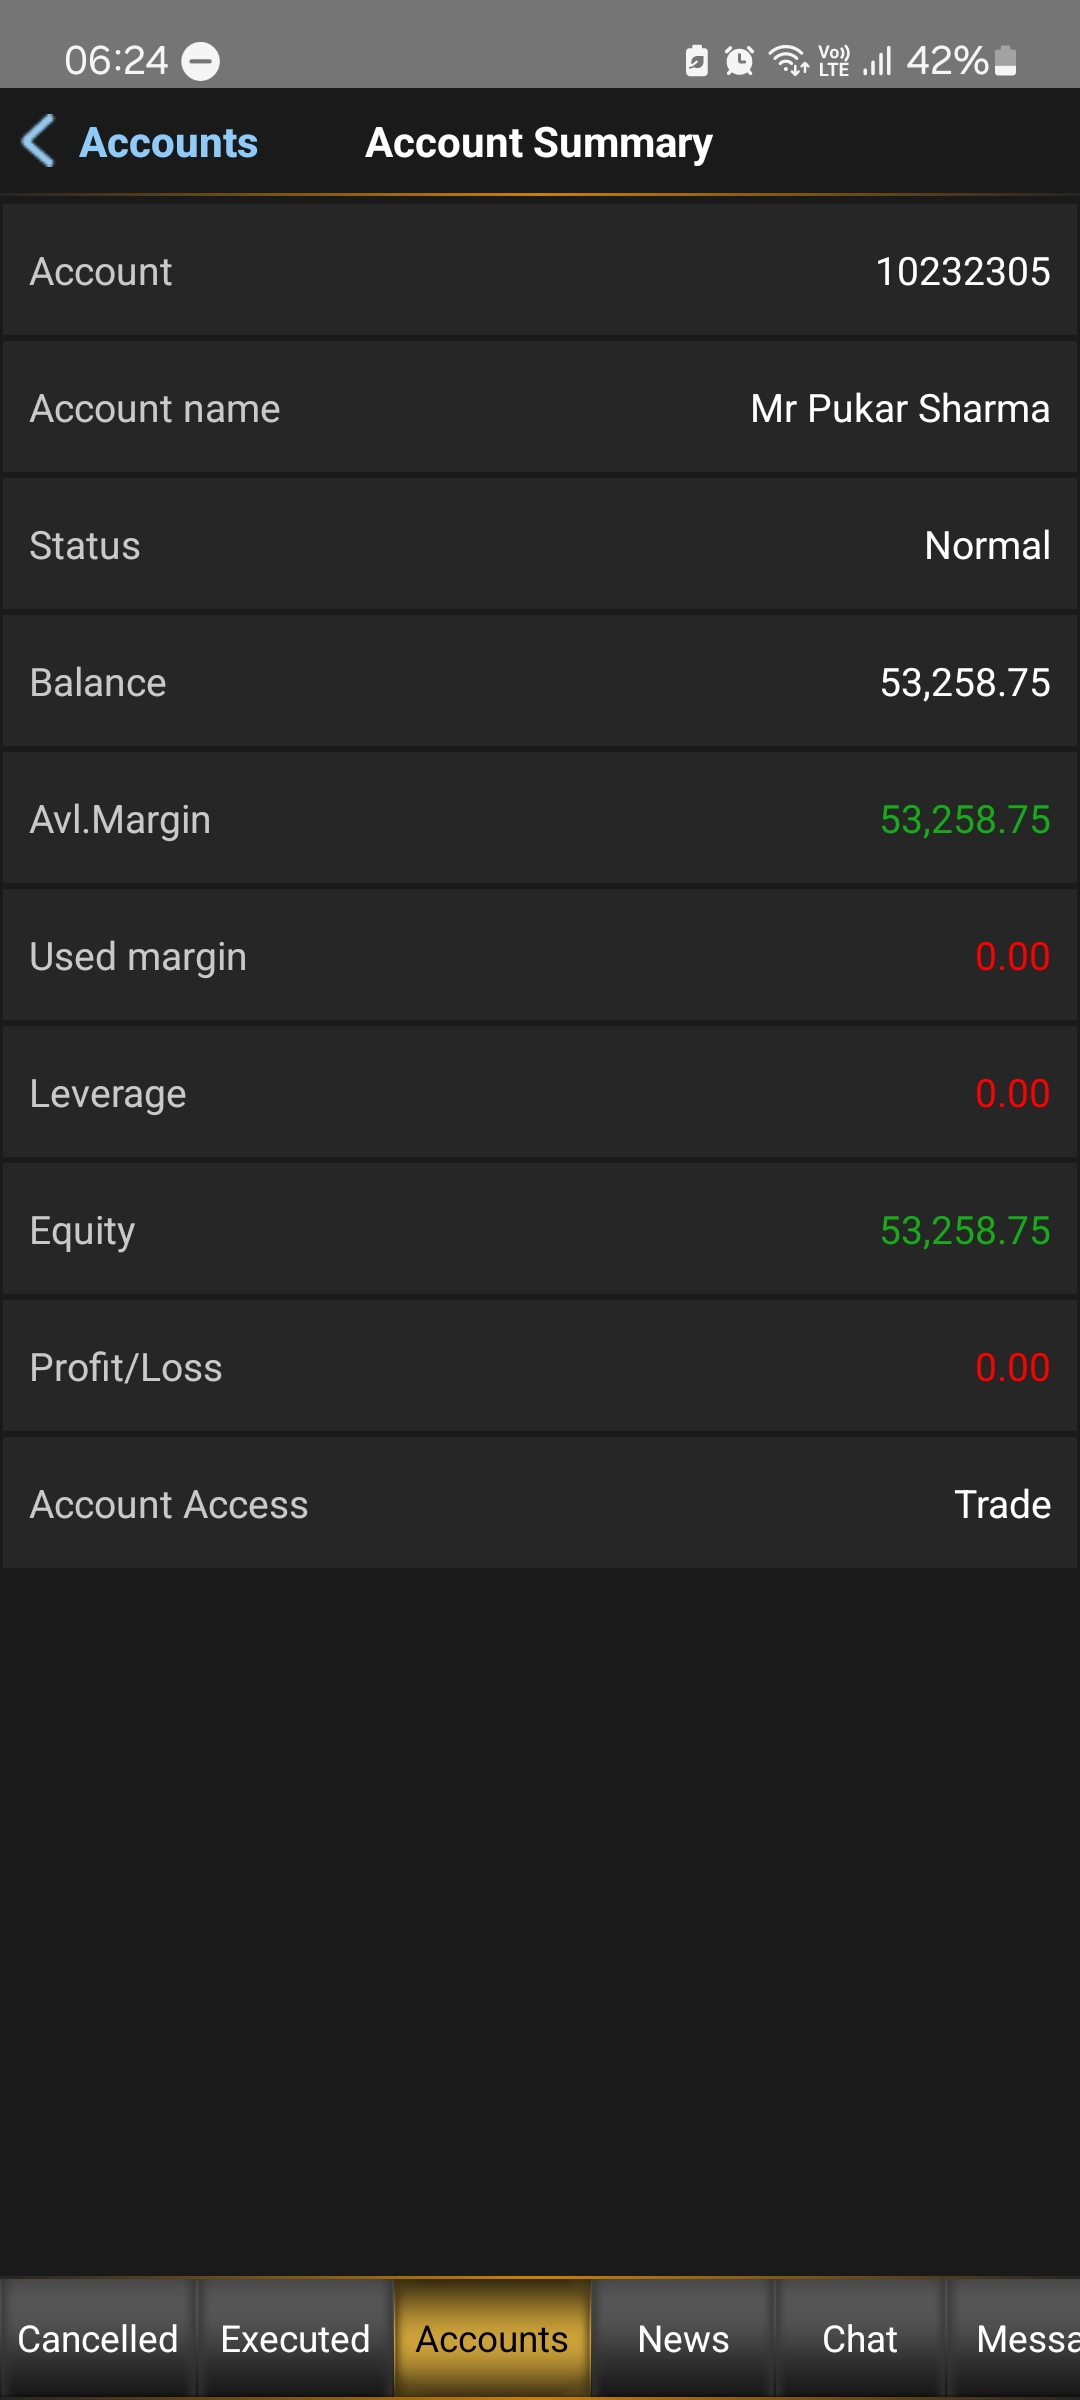 06:24 Vo)) LTE 42%
Accounts Account Summary
Account 10232305
Account name Mr Pukar Sharma
Status Normal
Balance 53,258.75
Avl.Margin 53,258.75
Used margin 0.00
Leverage 0.00
Equity 53,258.75
Profit/Loss 0.00
Account Access Trade
Cancelled Executed Accounts News Chat Messa